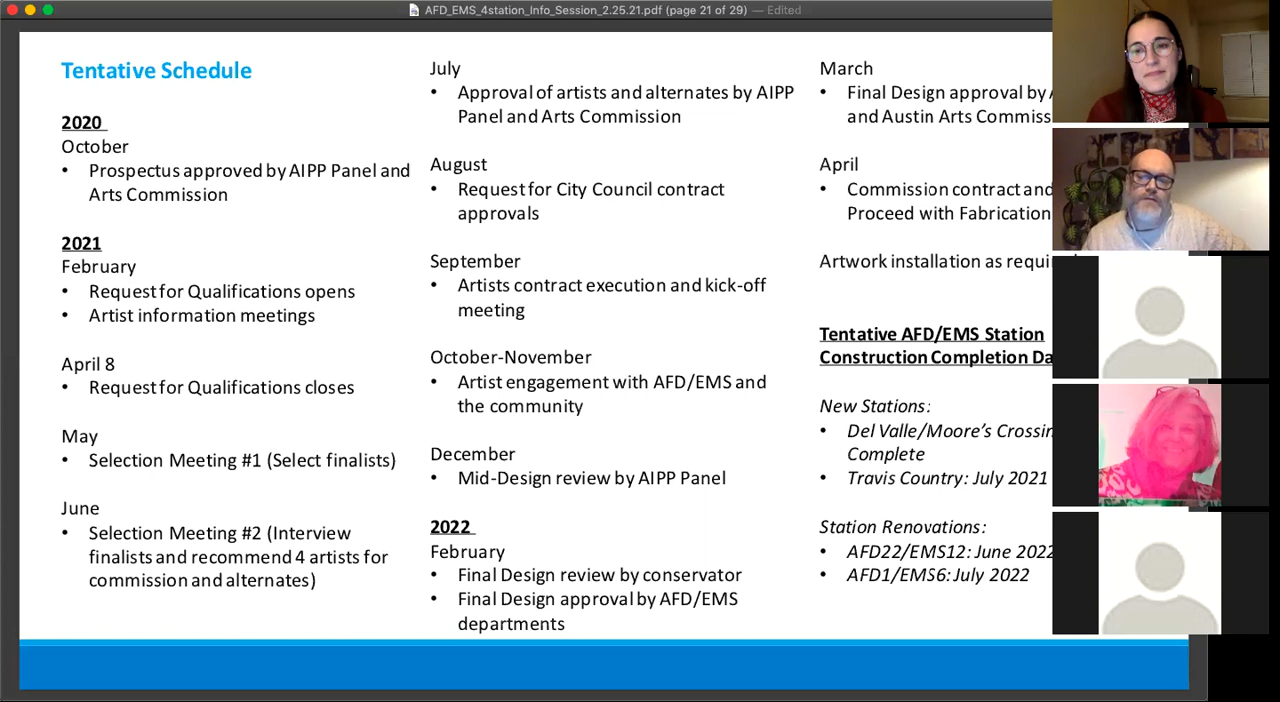 AFD_EMS_4station_Info_Session_2.25.21.pdf (page 21 of 29) — Edited
Tentative Schedule
2020
October
• Prospectus approved by AIPP Panel and
Arts Commission
2021
February
• Request for Qualifications opens
• Artist information meetings
April 8
• Request for Qualifications closes
May
• Selection Meeting #1 (Select finalists)
June
• Selection Meeting #2 (Interview
finalists and recommend 4 artists for
commission and alternates)
July
• Approval of artists and alternates by AIPP
Panel and Arts Commission
August
• Request for City Council contract
approvals
September
• Artists contract execution and kick-off
meeting
October-November
• Artist engagement with AFD/EMS and
the community
December
• Mid-Design review by AIPP Panel
2022
February
• Final Design review by conservator
• Final Design approval by AFD/EMS
departments
March
• Final Design approval by
and Austin Arts
April
• Commission contract and
Proceed with Fabrication
Artwork installation as
Tentative AFD/EMS Station
Construction Completion
New Stations:
• Del Valle/Moore’s
Complete
• Travis Country: July 2021
Station Renovations:
• AFD22/EMS12: June 2022
• AFD1/EMS6: July 2022